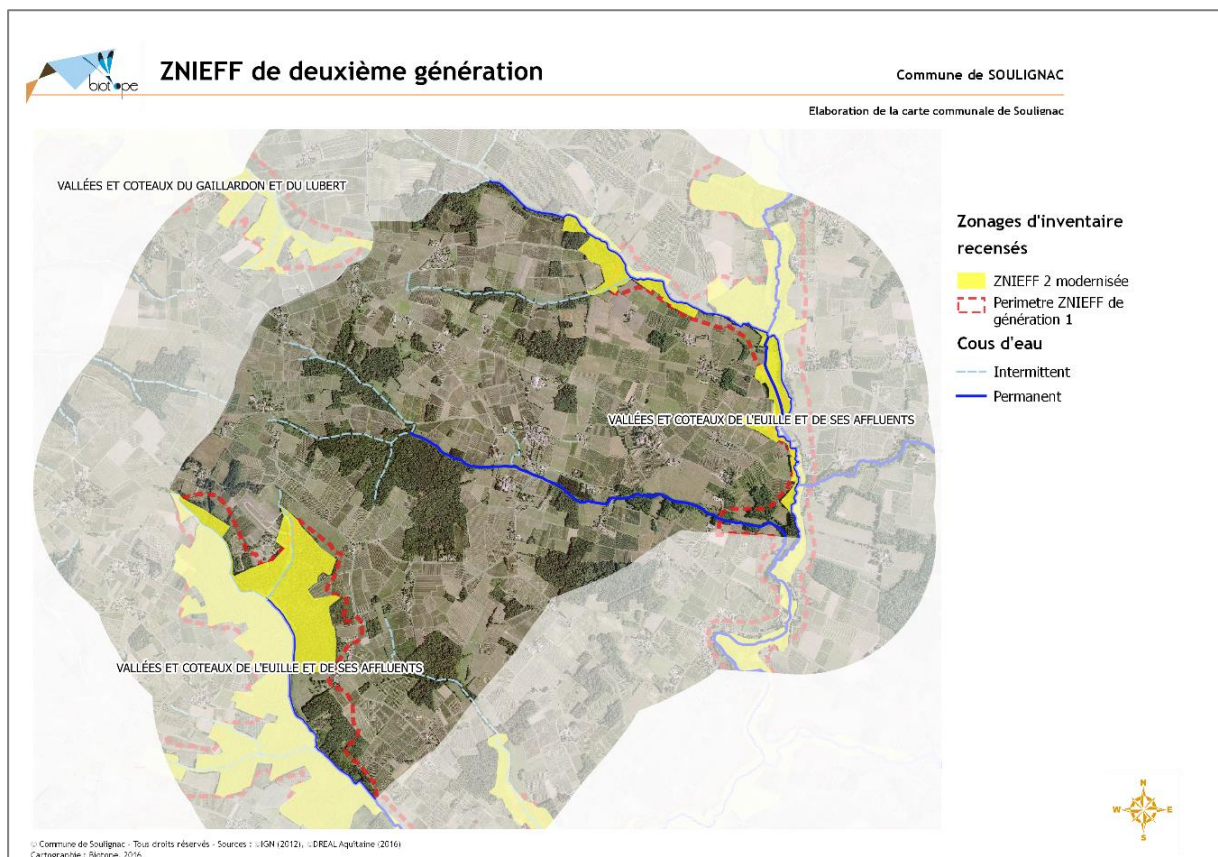 biotope
ZNIEFF de deuxième génération
Commune de SOULIGNAC
Elaboration de la carte communale de Soulignac
VALLÉES ET COTEAUX DU GAILLARDON ET DU LUBERT
VALLÉES ET COTEAUX DE L'EUILLE ET DE SES AFFLUENTS
VALLÉES ET COTEAUX DE L'EUILLE ET DE SES AFFLUENTS
Zonages d'inventaire
recensés
ZNIEFF 2 modernisée
Périmetre ZNIEFF de
génération 1
Cous d'eau
Intermittent
Permanent
N
W E
S
© Commune de Soulignac - Tous droits réservés - Sources : ©IGN (2012), ©DREAL Aquitaine (2016)
Cartographie : Biotope, 2016